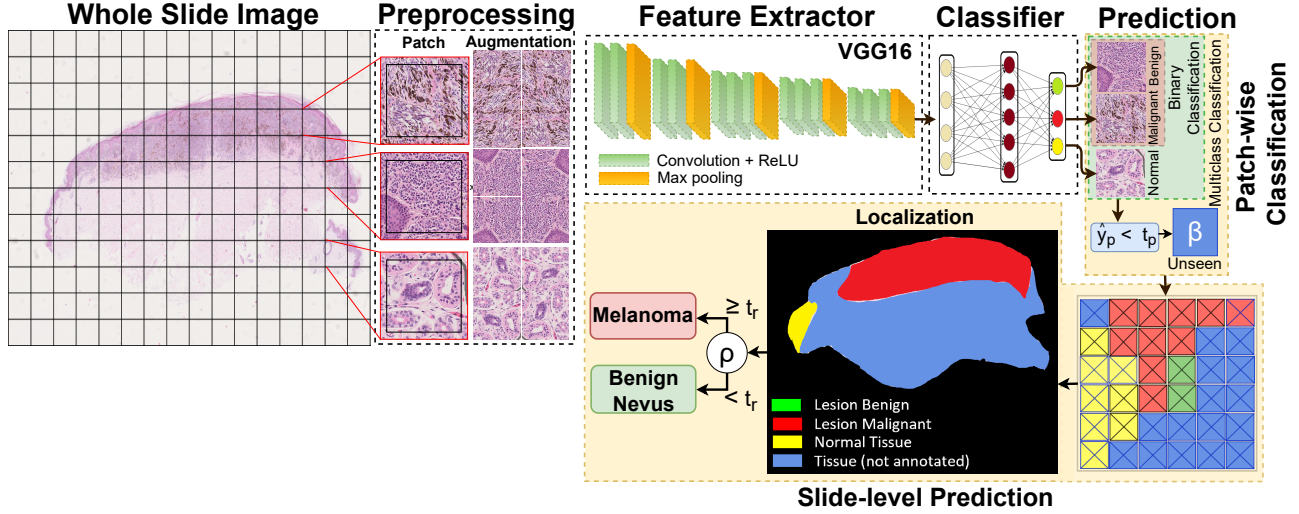 Whole Slide Image
Preprocessing
Patch
Augmentation
Feature Extractor
VGG16
Convolution + ReLU
Max pooling
Classifier
Prediction
Benign
Malignant
Normal
Binary
Classification
Multiclass Classification
Patch-wise
Classification
ŷp < tp
β
Unseen
Localization
Melanoma
≥ tr
ρ
Benign
Nevus
< tr
Lesion Benign
Lesion Malignant
Normal Tissue
Tissue (not annotated)
Slide-level Prediction